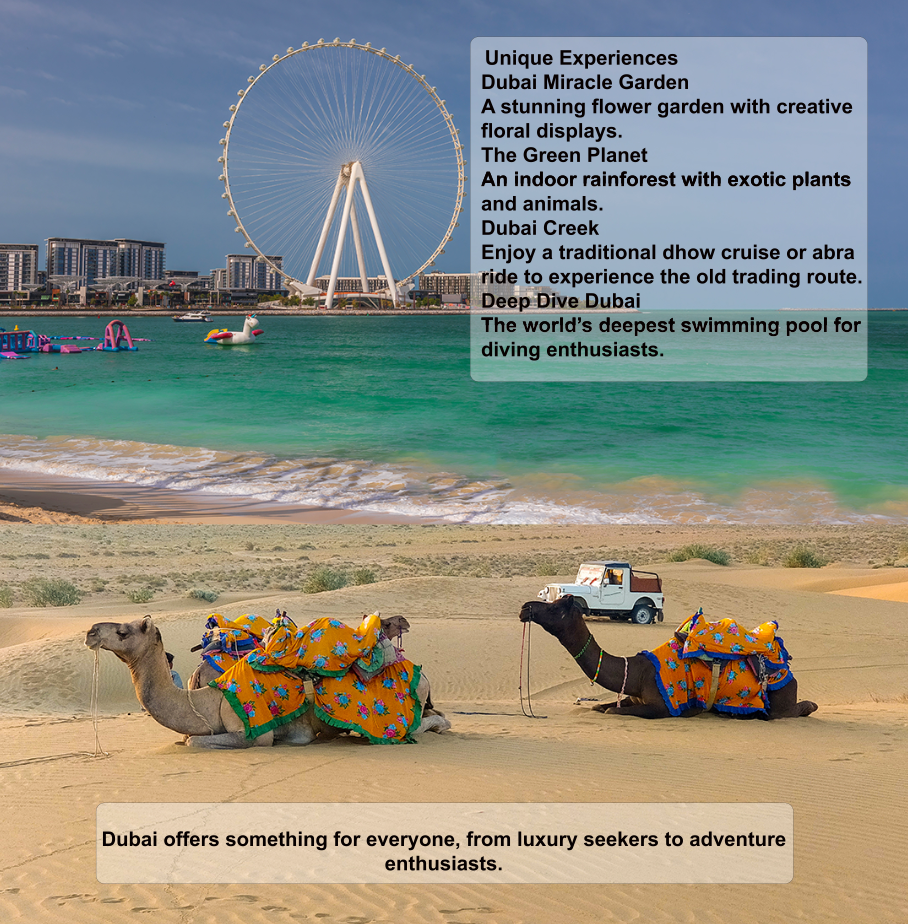 Unique Experiences
Dubai Miracle Garden
A stunning flower garden with creative
floral displays.
The Green Planet
An indoor rainforest with exotic plants
and animals.
Dubai Creek
Enjoy a traditional dhow cruise or abra
ride to experience the old trading route.
Deep Dive Dubai
The world’s deepest swimming pool for
diving enthusiasts.
Dubai offers something for everyone, from luxury seekers to adventure
enthusiasts.